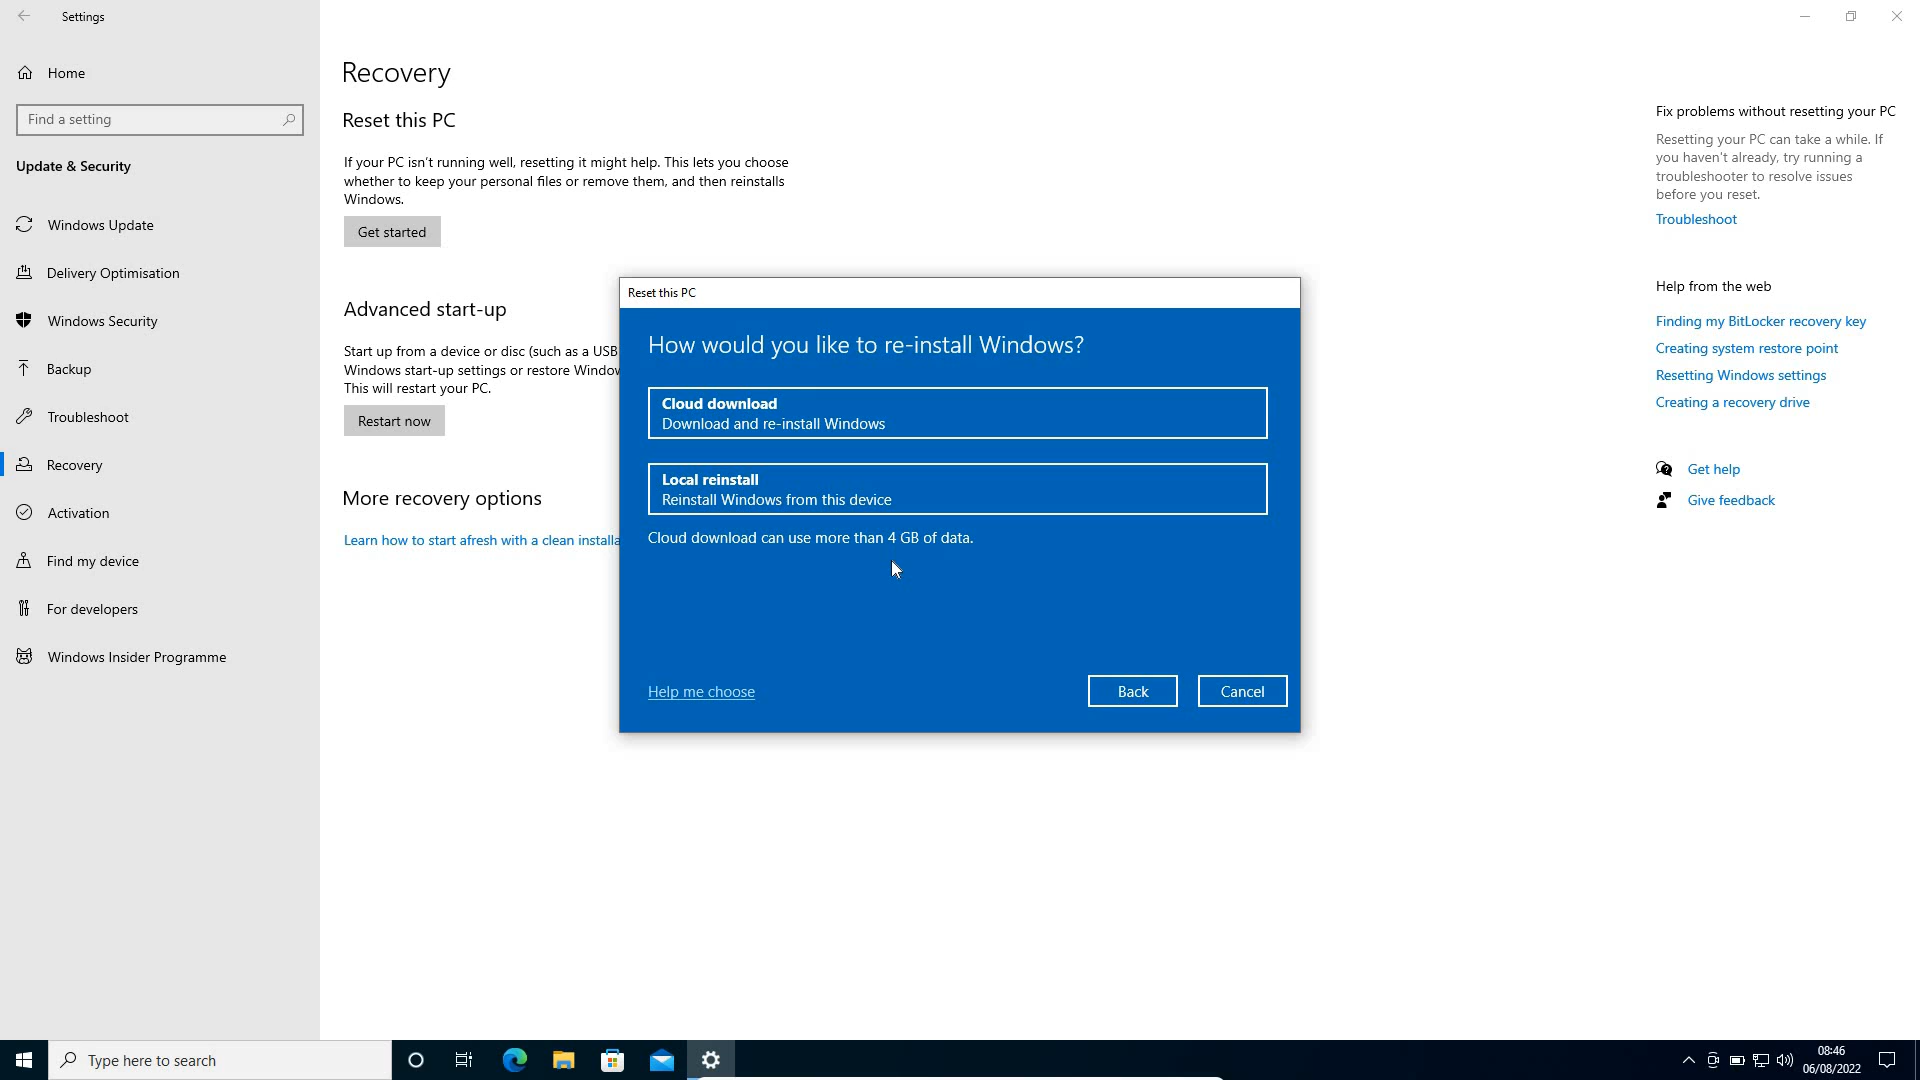 Settings
Home
Find a setting
Update & Security
Windows Update
Delivery Optimisation
Windows Security
Backup
Troubleshoot
Recovery
Activation
Find my device
For developers
Windows Insider Programme
Recovery
Reset this PC
If your PC isn't running well, resetting it might help. This lets you choose
whether to keep your personal files or remove them, and then reinstalls
Windows.
Get started
Advanced start-up
Start up from a device or disc (such as a USB
Windows start-up settings or restore
This will restart your PC.
Restart now
More recovery options
Learn how to start afresh with a clean
Reset this PC
How would you like to re-install Windows?
Cloud download
Download and re-install Windows
Local reinstall
Reinstall Windows from this device
Cloud download can use more than 4 GB of data.
Help me choose
Back
Cancel
Fix problems without resetting your PC
Resetting your PC can take a while. If
you haven't already, try running a
troubleshooter to resolve issues
before you reset.
Troubleshoot
Help from the web
Finding my BitLocker recovery key
Creating system restore point
Resetting Windows settings
Creating a recovery drive
Get help
Give feedback
Type here to search
08:46
06/08/2022